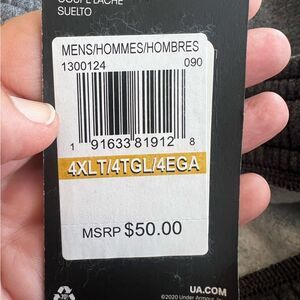 SUELTO
MENS/HOMMES/HOMBRES
1300124 090
1 91633 81912 8
4XLT/4TGL/4EGA
MSRP $50.00
UA.COM
©2020 Under Armour,